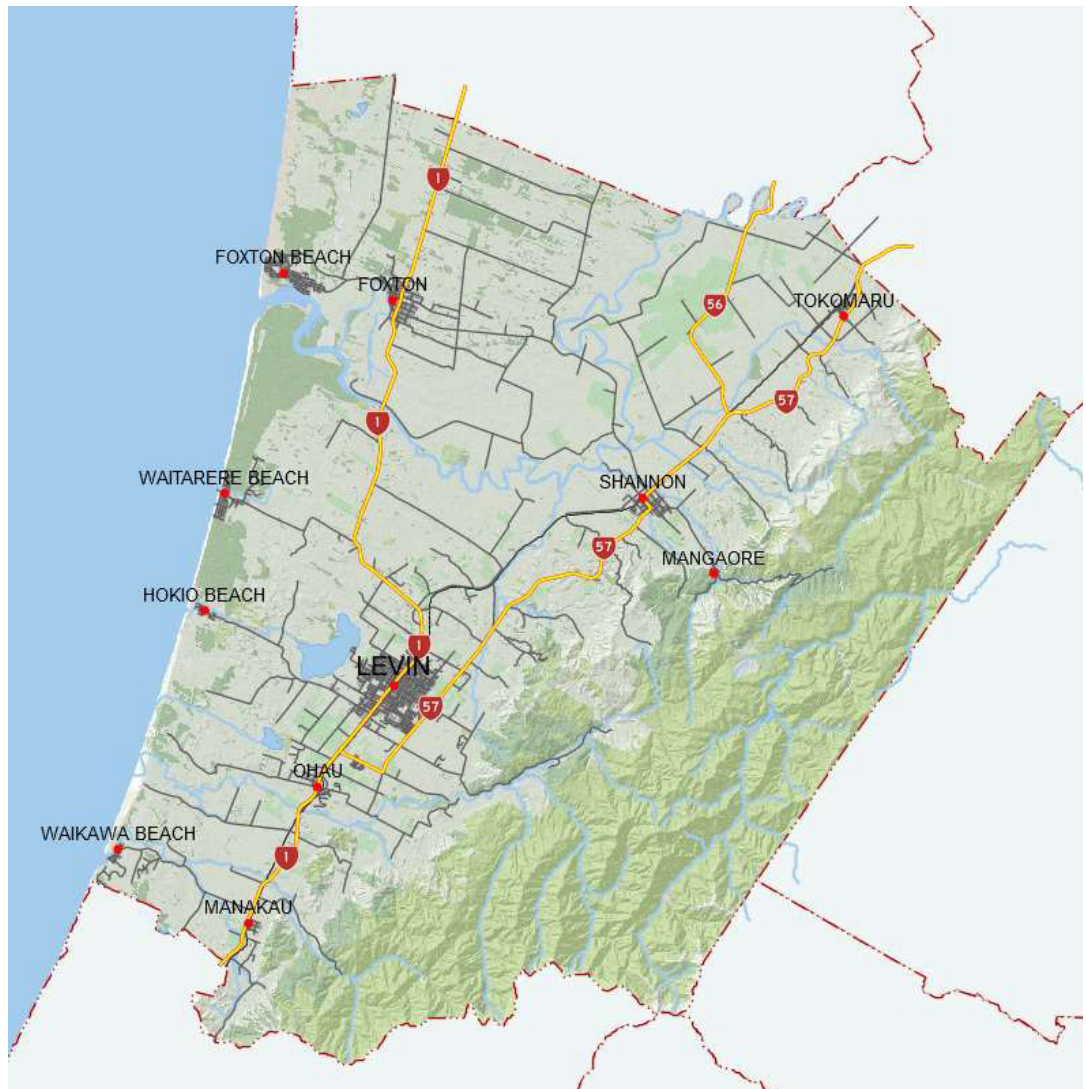 1
FOXTON BEACH
FOXTON
56
TOKOMARU
57
1
WAITARERE BEACH
SHANNON
57
MANGAORE
HOKIO BEACH
1
LEVIN
57
OHAU
WAIKAWA BEACH
1
MANAKAU